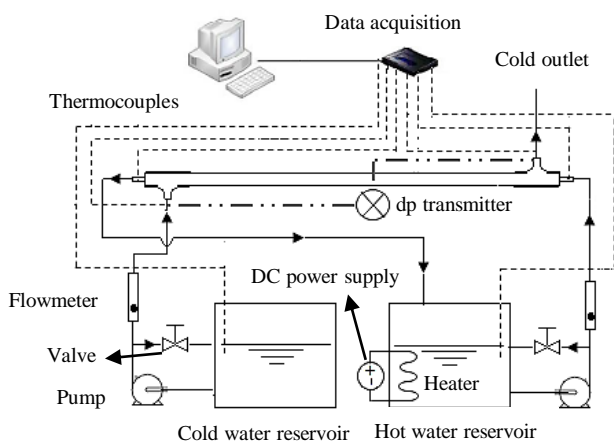 Data acquisition
Cold outlet
Thermocouples
dp transmitter
DC power supply
Flowmeter
Valve
Heater
Pump
Cold water reservoir
Hot water reservoir